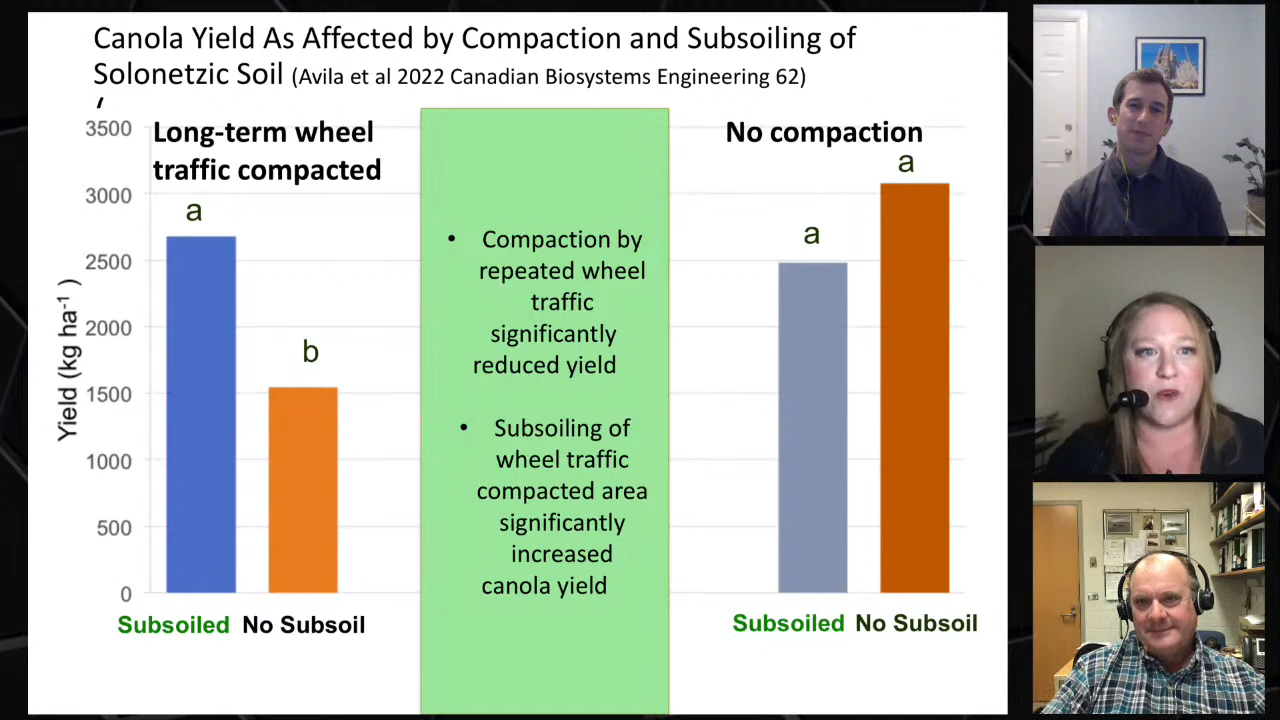 Canola Yield As Affected by Compaction and Subsoiling of
Solonetzic Soil (Avila et al 2022 Canadian Biosystems Engineering 62)
,
Long-term wheel
traffic compacted
No compaction
3500
3000
2500
2000
1500
1000
500
0
Yield (kg ha-1 )
a
b
a
a
• Compaction by
repeated wheel
traffic
significantly
reduced yield
• Subsoiling of
wheel traffic
compacted area
significantly
increased
canola yield
Subsoiled No Subsoil
Subsoiled No Subsoil